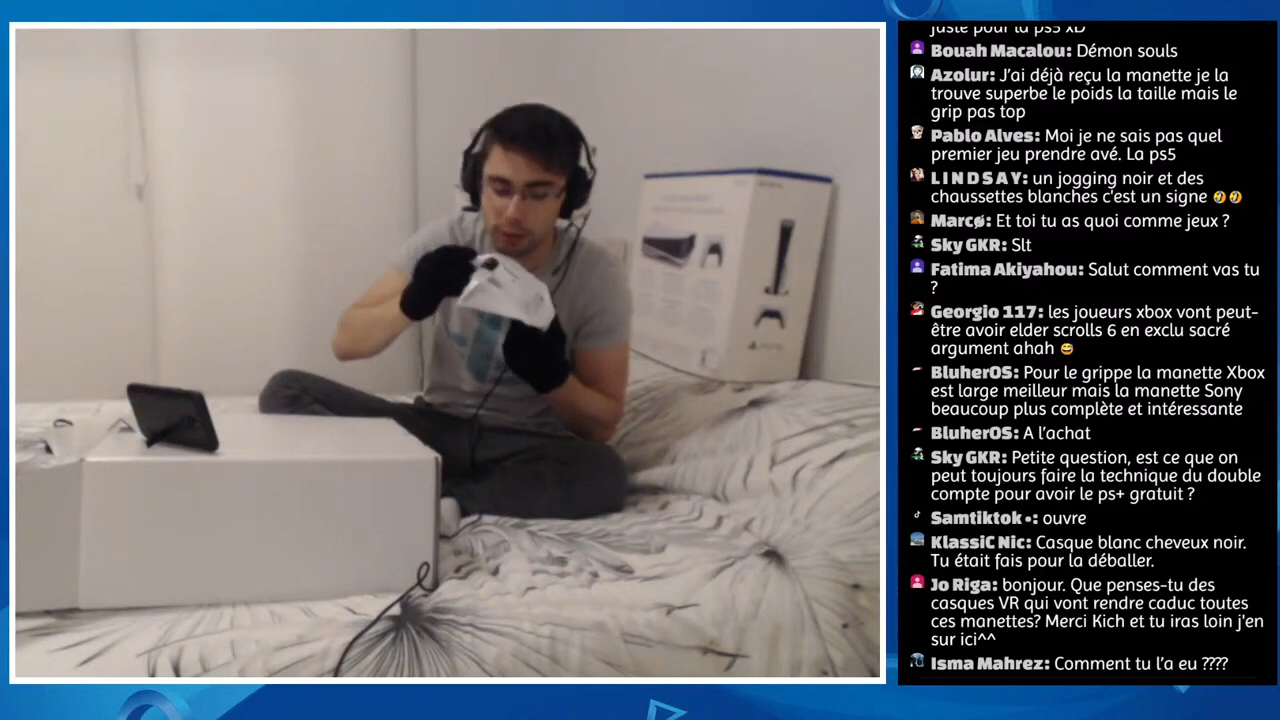 juste pour la ps5 xD
Bouah Macalou: Démon souls
Azolur: J'ai déjà reçu la manette je la
trouve superbe le poids la taille mais le
grip pas top
Pablo Alves: Moi je ne sais pas quel
premier jeu prendre avé. La ps5
L I N D S A Y: un jogging noir et des
chaussettes blanches c'est un signe 🤣🤣
Marcø: Et toi tu as quoi comme jeux ?
Sky GKR: Slt
Fatima Akiyahou: Salut comment vas tu
?
Georgio 117: les joueurs xbox vont peut-
être avoir elder scrolls 6 en exclu sacré
argument ahah 😅
BluherOS: Pour le grippe la manette Xbox
est large meilleur mais la manette Sony
beaucoup plus complète et intéressante
BluherOS: A l'achat
Sky GKR: Petite question, est ce que on
peut toujours faire la technique du double
compte pour avoir le ps+ gratuit ?
Samtiktok •: ouvre
KlassiC Nic: Casque blanc cheveux noir.
Tu était fais pour la déballer.
Jo Riga: bonjour. Que penses-tu des
casques VR qui vont rendre caduc toutes
ces manettes? Merci Kich et tu iras loin j'en
sur ici^^
Isma Mahrez: Comment tu l'a eu ????